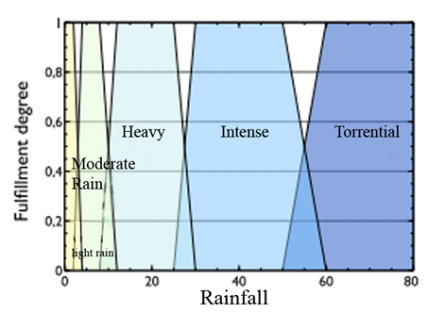 1
0,8
0,6
0,4
0,2
0
Fulfillment degree
Heavy
Intense
Torrential
Moderate
Rain
light rain
0
20
40
60
80
Rainfall